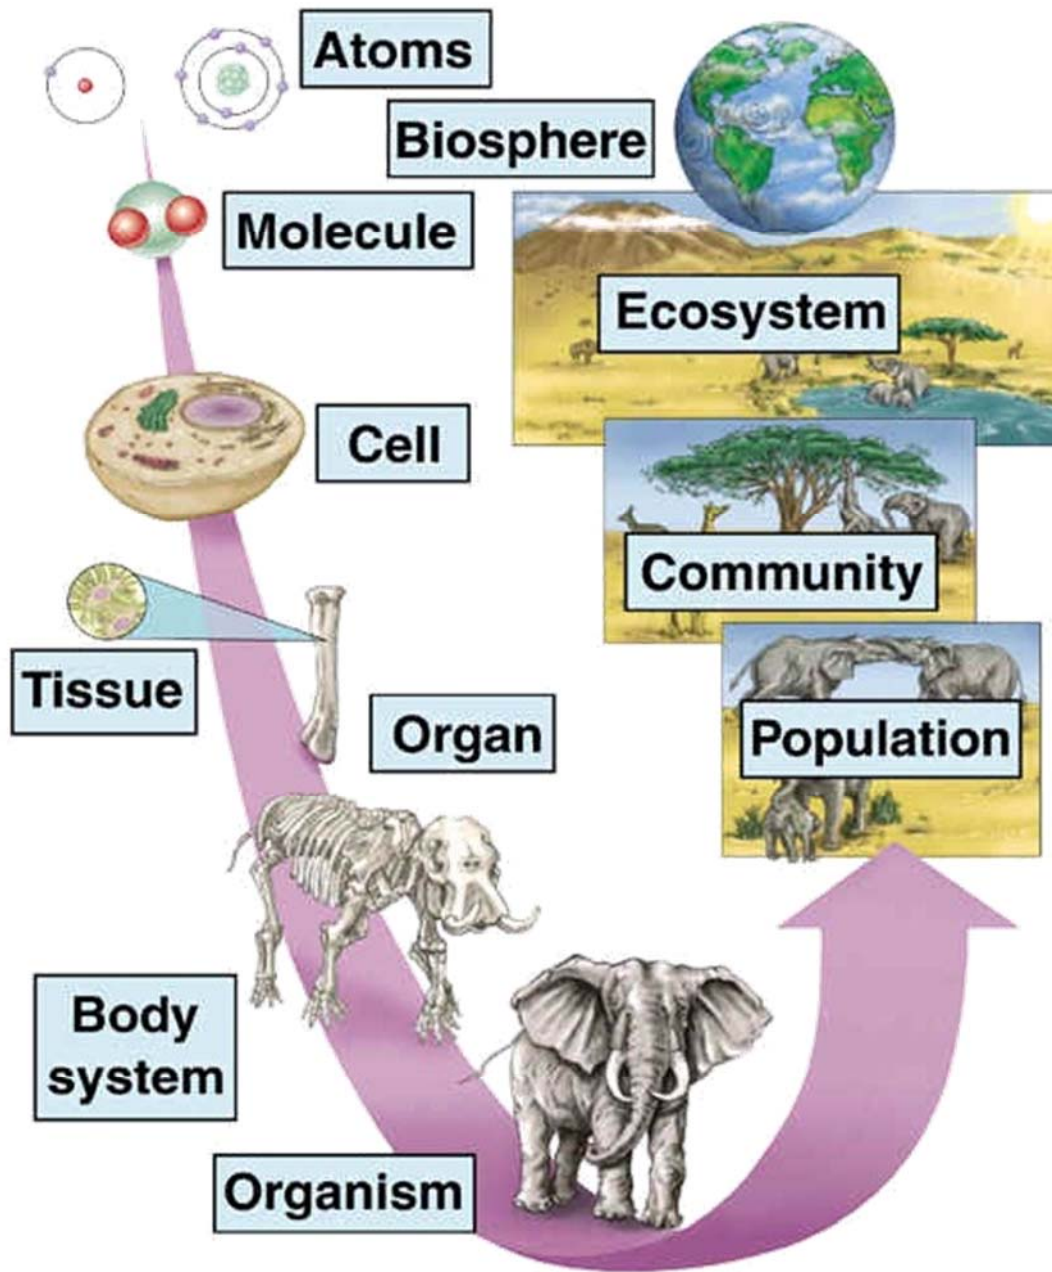 Atoms
Biosphere
Molecule
Ecosystem
Cell
Community
Tissue
Organ
Population
Body
system
Organism